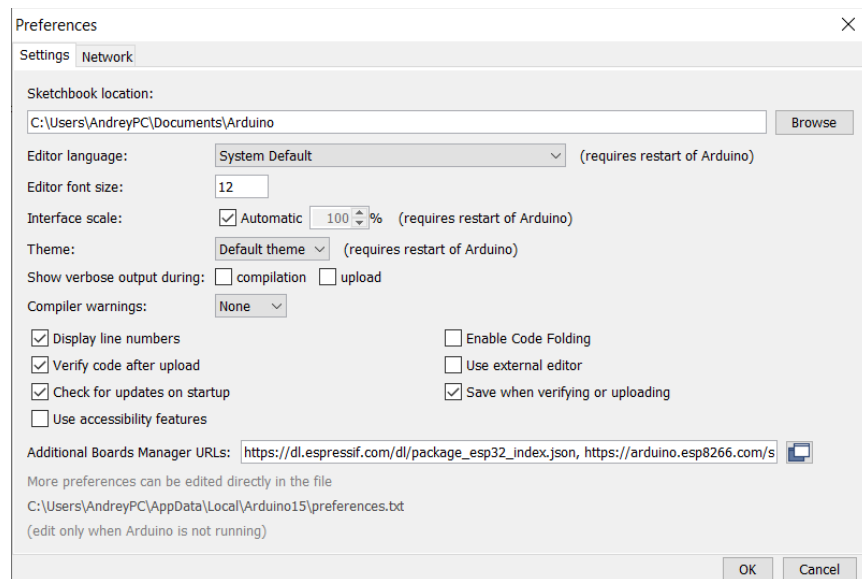 Preferences
Settings Network
Sketchbook location:
C:\Users\AndreyPC\Documents\Arduino Browse
Editor language: System Default (requires restart of Arduino)
Editor font size: 12
Interface scale: Automatic 100 % (requires restart of Arduino)
Theme: Default theme (requires restart of Arduino)
Show verbose output during: compilation upload
Compiler warnings: None
Display line numbers Enable Code Folding
Verify code after upload Use external editor
Check for updates on startup Save when verifying or uploading
Use accessibility features
Additional Boards Manager URLs: https://dl.espressif.com/dl/package_esp32_index.json, https://arduino.esp8266.com/s
More preferences can be edited directly in the file
C:\Users\AndreyPC\AppData\Local\Arduino15\preferences.txt
(edit only when Arduino is not running)
OK Cancel